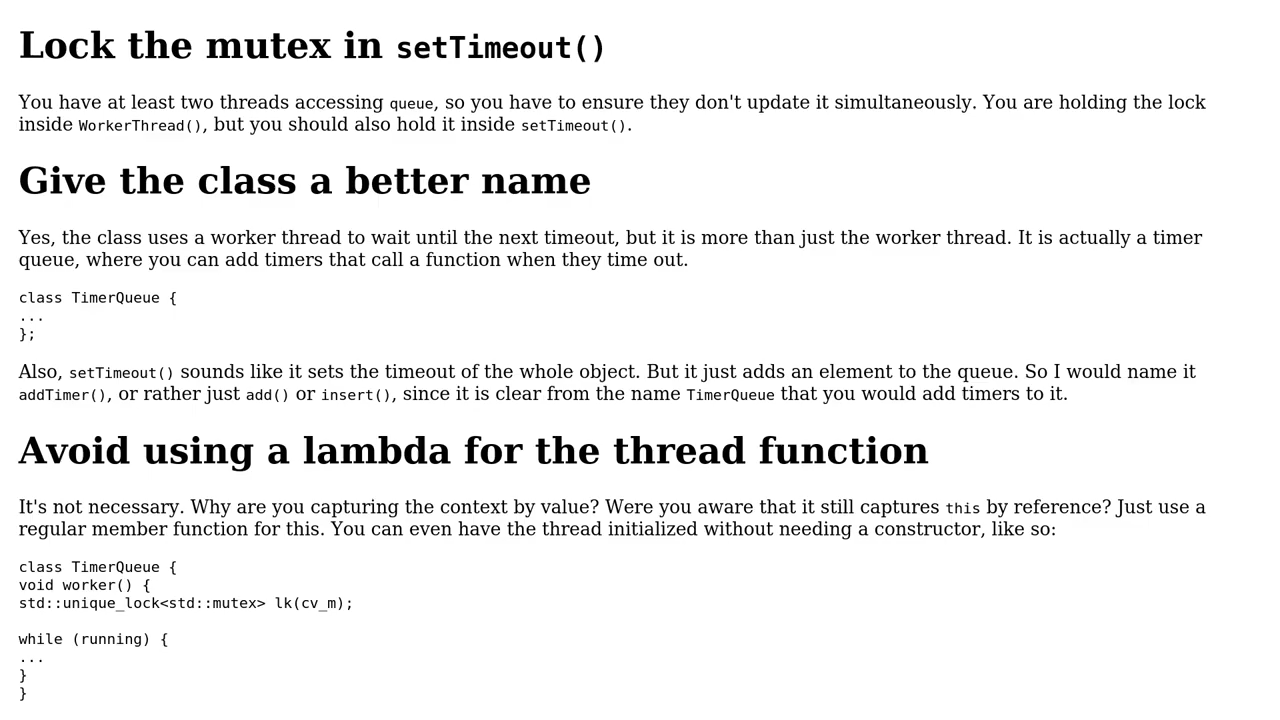 Lock the mutex in setTimeout()
You have at least two threads accessing queue, so you have to ensure they don't update it simultaneously. You are holding the lock
inside WorkerThread(), but you should also hold it inside setTimeout().
Give the class a better name
Yes, the class uses a worker thread to wait until the next timeout, but it is more than just the worker thread. It is actually a timer
queue, where you can add timers that call a function when they time out.
class TimerQueue {
...
};
Also, setTimeout() sounds like it sets the timeout of the whole object. But it just adds an element to the queue. So I would name it
addTimer(), or rather just add() or insert(), since it is clear from the name TimerQueue that you would add timers to it.
Avoid using a lambda for the thread function
It's not necessary. Why are you capturing the context by value? Were you aware that it still captures this by reference? Just use a
regular member function for this. You can even have the thread initialized without needing a constructor, like so:
class TimerQueue {
void worker() {
std::unique_lock<std::mutex> lk(cv_m);
while (running) {
...
}
}